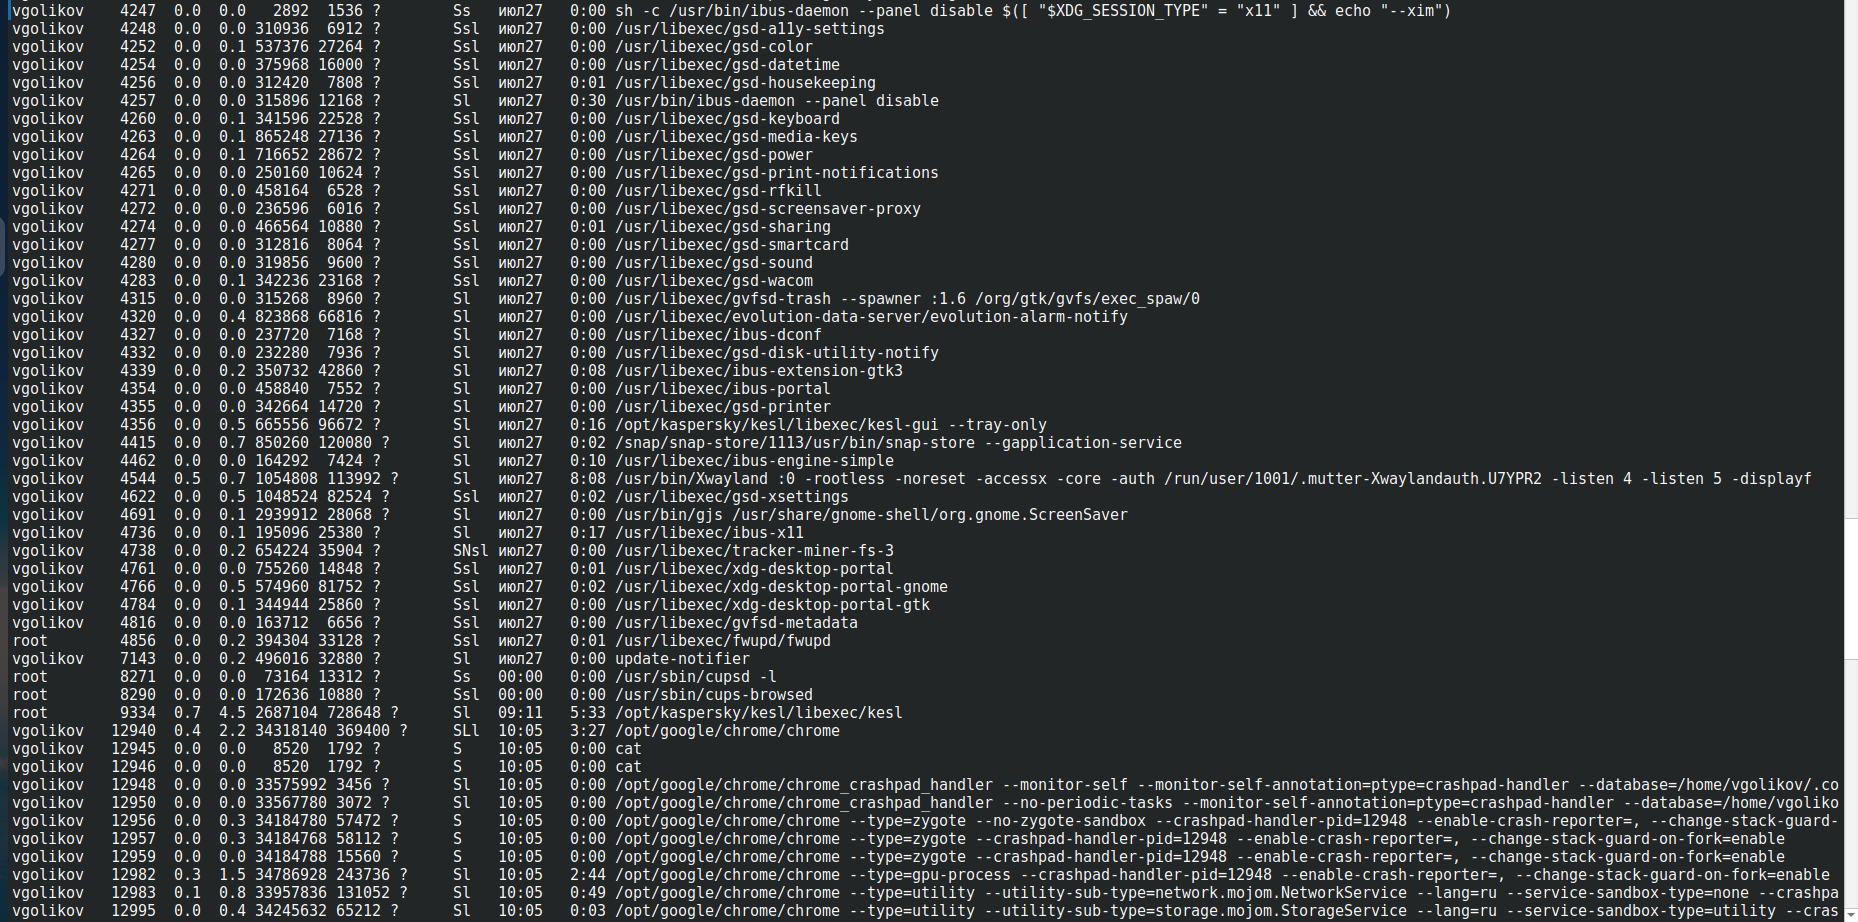 vgolikov    4247  0.0  0.0   2892  1536 ?        Ss   июл27   0:00 sh -c /usr/bin/ibus-daemon --panel disable $([ "$XDG_SESSION_TYPE" = "x11" ] && echo "--xim")
vgolikov    4248  0.0  0.0 310936  6912 ?        Ssl  июл27   0:00 /usr/libexec/gsd-a11y-settings
vgolikov    4252  0.0  0.1 537376 27264 ?        Ssl  июл27   0:00 /usr/libexec/gsd-color
vgolikov    4254  0.0  0.0 375968 16000 ?        Ssl  июл27   0:00 /usr/libexec/gsd-datetime
vgolikov    4256  0.0  0.0 312420  7808 ?        Ssl  июл27   0:01 /usr/libexec/gsd-housekeeping
vgolikov    4257  0.0  0.0 315896 12168 ?        Sl   июл27   0:30 /usr/bin/ibus-daemon --panel disable
vgolikov    4260  0.0  0.1 341596 22528 ?        Ssl  июл27   0:00 /usr/libexec/gsd-keyboard
vgolikov    4263  0.0  0.1 865248 27136 ?        Ssl  июл27   0:00 /usr/libexec/gsd-media-keys
vgolikov    4264  0.0  0.1 716652 28672 ?        Ssl  июл27   0:00 /usr/libexec/gsd-power
vgolikov    4265  0.0  0.0 250160 10624 ?        Ssl  июл27   0:00 /usr/libexec/gsd-print-notifications
vgolikov    4271  0.0  0.0 458164  6528 ?        Ssl  июл27   0:00 /usr/libexec/gsd-rfkill
vgolikov    4272  0.0  0.0 236596  6016 ?        Ssl  июл27   0:00 /usr/libexec/gsd-screensaver-proxy
vgolikov    4274  0.0  0.0 466564 10880 ?        Ssl  июл27   0:01 /usr/libexec/gsd-sharing
vgolikov    4277  0.0  0.0 312816  8064 ?        Ssl  июл27   0:00 /usr/libexec/gsd-smartcard
vgolikov    4280  0.0  0.0 319856  9600 ?        Ssl  июл27   0:00 /usr/libexec/gsd-sound
vgolikov    4283  0.0  0.1 342236 23168 ?        Ssl  июл27   0:00 /usr/libexec/gsd-wacom
vgolikov    4315  0.0  0.0 315268  8960 ?        Sl   июл27   0:00 /usr/libexec/gvfsd-trash --spawner :1.6 /org/gtk/gvfs/exec_spaw/0
vgolikov    4320  0.0  0.4 823868 66816 ?        Sl   июл27   0:00 /usr/libexec/evolution-data-server/evolution-alarm-notify
vgolikov    4327  0.0  0.0 237720  7168 ?        Sl   июл27   0:00 /usr/libexec/ibus-dconf
vgolikov    4332  0.0  0.0 232280  7936 ?        Sl   июл27   0:00 /usr/libexec/gsd-disk-utility-notify
vgolikov    4339  0.0  0.2 350732 42860 ?        Sl   июл27   0:08 /usr/libexec/ibus-extension-gtk3
vgolikov    4354  0.0  0.0 458840  7552 ?        Sl   июл27   0:00 /usr/libexec/ibus-portal
vgolikov    4355  0.0  0.0 342664 14720 ?        Sl   июл27   0:00 /usr/libexec/gsd-printer
vgolikov    4356  0.0  0.5 665556 96672 ?        Sl   июл27   0:16 /opt/kaspersky/kesl/libexec/kesl-gui --tray-only
vgolikov    4415  0.0  0.7 850260 120080 ?       Sl   июл27   0:02 /snap/snap-store/1113/usr/bin/snap-store --gapplication-service
vgolikov    4462  0.0  0.0 164292  7424 ?        Sl   июл27   0:10 /usr/libexec/ibus-engine-simple
vgolikov    4544  0.5  0.7 1054808 113992 ?      Sl   июл27   8:08 /usr/bin/Xwayland :0 -rootless -noreset -accessx -core -auth /run/user/1001/.mutter-Xwaylandauth.U7YPR2 -listen 4 -listen 5 -displayf
vgolikov    4622  0.0  0.5 1048524 82524 ?       Ssl  июл27   0:02 /usr/libexec/gsd-xsettings
vgolikov    4691  0.0  0.1 2939912 28068 ?       Sl   июл27   0:00 /usr/bin/gjs /usr/share/gnome-shell/org.gnome.ScreenSaver
vgolikov    4736  0.0  0.1 195096 25380 ?        Sl   июл27   0:17 /usr/libexec/ibus-x11
vgolikov    4738  0.0  0.2 654224 35904 ?        SNsl июл27   0:00 /usr/libexec/tracker-miner-fs-3
vgolikov    4761  0.0  0.0 755260 14848 ?        Ssl  июл27   0:01 /usr/libexec/xdg-desktop-portal
vgolikov    4766  0.0  0.5 574960 81752 ?        Ssl  июл27   0:02 /usr/libexec/xdg-desktop-portal-gnome
vgolikov    4784  0.0  0.1 344944 25860 ?        Ssl  июл27   0:00 /usr/libexec/xdg-desktop-portal-gtk
vgolikov    4816  0.0  0.0 163712  6656 ?        Ssl  июл27   0:00 /usr/libexec/gvfsd-metadata
root        4856  0.0  0.2 394304 33128 ?        Ssl  июл27   0:01 /usr/libexec/fwupd/fwupd
vgolikov    7143  0.0  0.2 496016 32880 ?        Sl   июл27   0:00 update-notifier
root        8271  0.0  0.0  73164 13312 ?        Ss   00:00   0:00 /usr/sbin/cupsd -l
root        8290  0.0  0.0 172636 10880 ?        Ssl  00:00   0:00 /usr/sbin/cups-browsed
root        9334  0.7  4.5 2687104 728648 ?      Sl   09:11   5:33 /opt/kaspersky/kesl/libexec/kesl
vgolikov   12940  0.4  2.2 34318140 369400 ?     SLl  10:05   3:27 /opt/google/chrome/chrome
vgolikov   12945  0.0  0.0   8520  1792 ?        S    10:05   0:00 cat
vgolikov   12946  0.0  0.0   8520  1792 ?        S    10:05   0:00 cat
vgolikov   12948  0.0  0.0 33575992 3456 ?       Sl   10:05   0:00 /opt/google/chrome/chrome_crashpad_handler --monitor-self --monitor-self-annotation=ptype=crashpad-handler --database=/home/vgolikov/.co
vgolikov   12950  0.0  0.0 33567780 3072 ?       Sl   10:05   0:00 /opt/google/chrome/chrome_crashpad_handler --no-periodic-tasks --monitor-self-annotation=ptype=crashpad-handler --database=/home/vgoliko
vgolikov   12956  0.0  0.3 34184780 57472 ?      S    10:05   0:00 /opt/google/chrome/chrome --type=zygote --no-zygote-sandbox --crashpad-handler-pid=12948 --enable-crash-reporter=, --change-stack-guard-
vgolikov   12957  0.0  0.3 34184768 58112 ?      S    10:05   0:00 /opt/google/chrome/chrome --type=zygote --crashpad-handler-pid=12948 --enable-crash-reporter=, --change-stack-guard-on-fork=enable
vgolikov   12959  0.0  0.0 34184788 15560 ?      S    10:05   0:00 /opt/google/chrome/chrome --type=zygote --crashpad-handler-pid=12948 --enable-crash-reporter=, --change-stack-guard-on-fork=enable
vgolikov   12982  0.3  1.5 34786928 243736 ?     Sl   10:05   2:44 /opt/google/chrome/chrome --type=gpu-process --crashpad-handler-pid=12948 --enable-crash-reporter=, --change-stack-guard-on-fork=enable
vgolikov   12983  0.1  0.8 33957836 131052 ?     Sl   10:05   0:49 /opt/google/chrome/chrome --type=utility --utility-sub-type=network.mojom.NetworkService --lang=ru --service-sandbox-type=none --crashpa
vgolikov   12995  0.0  0.4 34245632 65212 ?      Sl   10:05   0:03 /opt/google/chrome/chrome --type=utility --utility-sub-type=storage.mojom.StorageService --lang=ru --service-sandbox-type=utility --cras